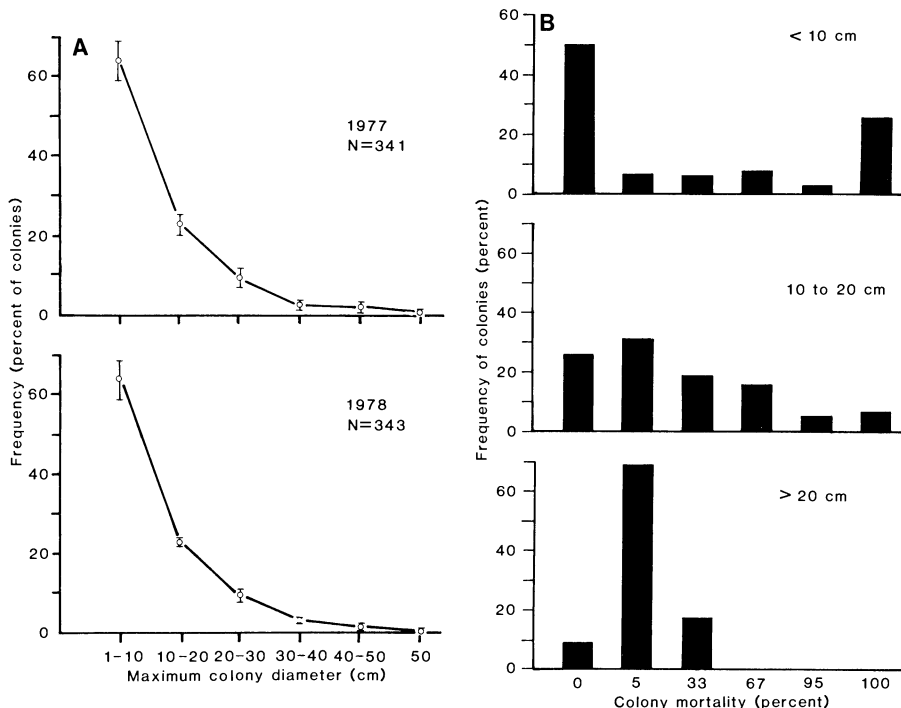 A
60
40
20
0
1977
N=341
60
40
20
0
1978
N=343
Frequency (percent of colonies)
1-10 10-20 20-30 30-40 40-50 50
Maximum colony diameter (cm)
B
60
40
20
0
< 10 cm
60
40
20
0
10 to 20 cm
60
40
20
0
> 20 cm
Frequency of colonies (percent)
0 5 33 67 95 100
Colony mortality (percent)